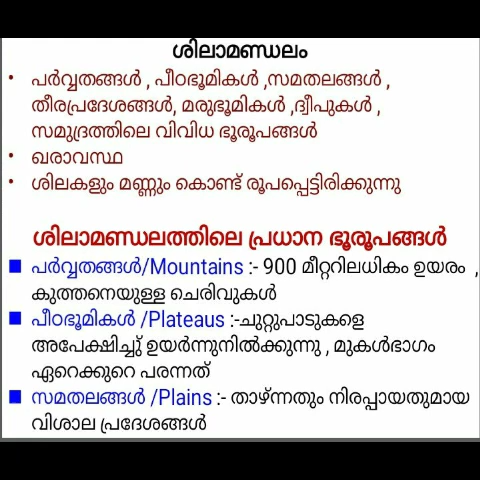 ശിലാമണ്ഡലം
• പർവ്വതങ്ങൾ , പീഠഭൂമികൾ ,സമതലങ്ങൾ ,
തീരപ്രദേശങ്ങൾ, മരുഭൂമികൾ ,ദ്വീപുകൾ ,
സമുദ്രത്തിലെ വിവിധ ഭൂരൂപങ്ങൾ
• ഖരാവസ്ഥ
• ശിലകളും മണ്ണും കൊണ്ട് രൂപപ്പെട്ടിരിക്കുന്നു
ശിലാമണ്ഡലത്തിലെ പ്രധാന ഭൂരൂപങ്ങൾ
■ പർവ്വതങ്ങൾ/Mountains :- 900 മീറ്ററിലധികം ഉയരം ,
കുത്തനെയുള്ള ചെരിവുകൾ
■ പീഠഭൂമികൾ /Plateaus :-ചുറ്റുപാടുകളെ
അപേക്ഷിച്ചു് ഉയർന്നുനിൽക്കുന്നു , മുകൾഭാഗം
ഏറെക്കുറെ പരന്നത്
■ സമതലങ്ങൾ /Plains :- താഴ്ന്നതും നിരപ്പായതുമായ
വിശാല പ്രദേശങ്ങൾ